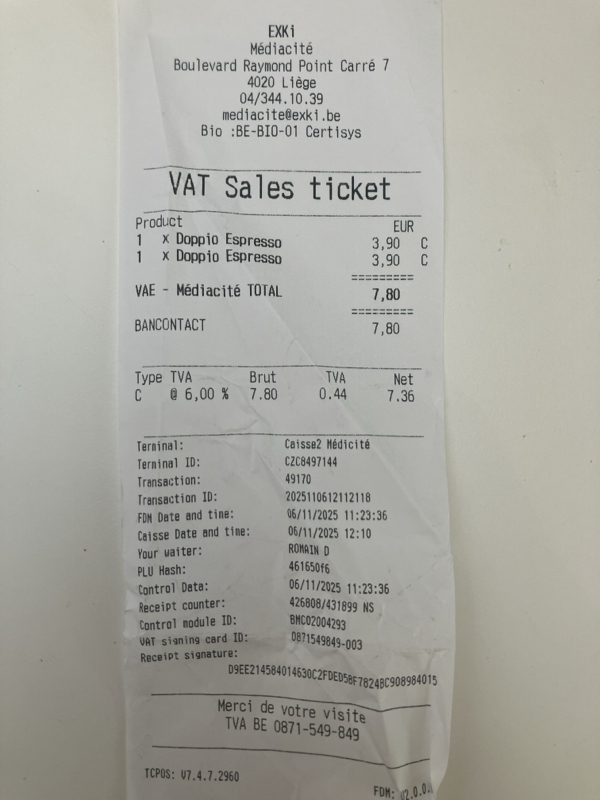 EXKi
Médiacité
Boulevard Raymond Point Carré 7
4020 Liège
04/344.10.39
mediacite@exki.be
Bio :BE-BIO-01 Certisys
VAT Sales ticket
Product EUR
1 x Doppio Espresso 3,90 C
1 x Doppio Espresso 3,90 C
=========
VAE - Médiacité TOTAL 7,80
=========
BANCONTACT 7,80
Type TVA Brut TVA Net
C @ 6,00 % 7.80 0.44 7.36
Terminal: Caisse2 Médicité
Terminal ID: CZC8497144
Transaction: 49170
Transaction ID: 2025110612112118
FDM Date and time: 06/11/2025 11:23:36
Caisse Date and time: 06/11/2025 12:10
Your waiter: ROMAIN D
PLU Hash: 461650f6
Control Data: 06/11/2025 11:23:36
Receipt counter: 426808/431899 NS
Control module ID: BMC02004293
VAT signing card ID: 0871549849-003
Receipt signature:
D9EE214584014630C2FDED5BF7824BC908984015
Merci de votre visite
TVA BE 0871-549-849
TCPOS: V7.4.7.2960
FDM: